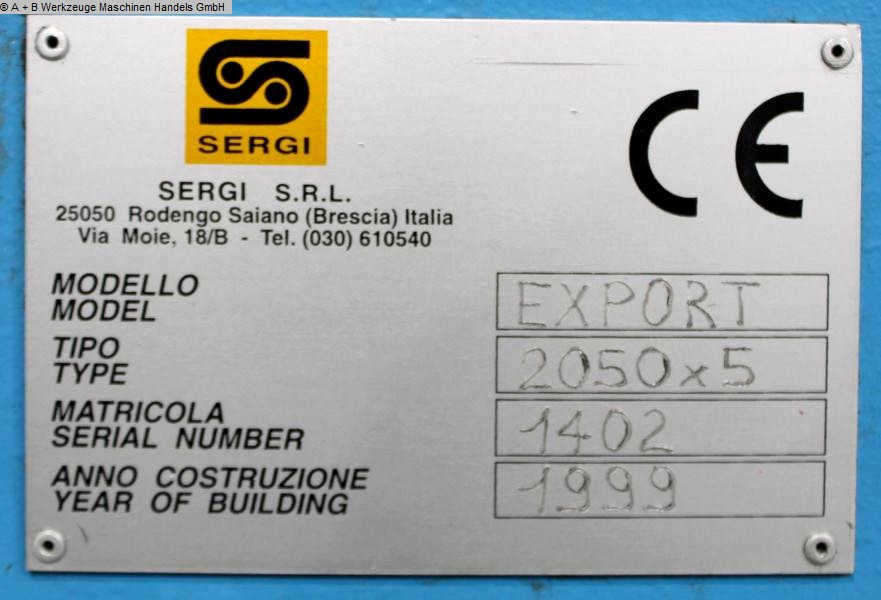 © A + B Werkzeuge Maschinen Handels GmbH
SERGI
CE
SERGI S.R.L.
25050 Rodengo Saiano (Brescia) Italia
Via Moie, 18/B - Tel. (030) 610540
MODELLO
MODEL
EXPORT
TIPO
TYPE
2050x5
MATRICOLA
SERIAL NUMBER
1402
ANNO COSTRUZIONE
YEAR OF BUILDING
1999